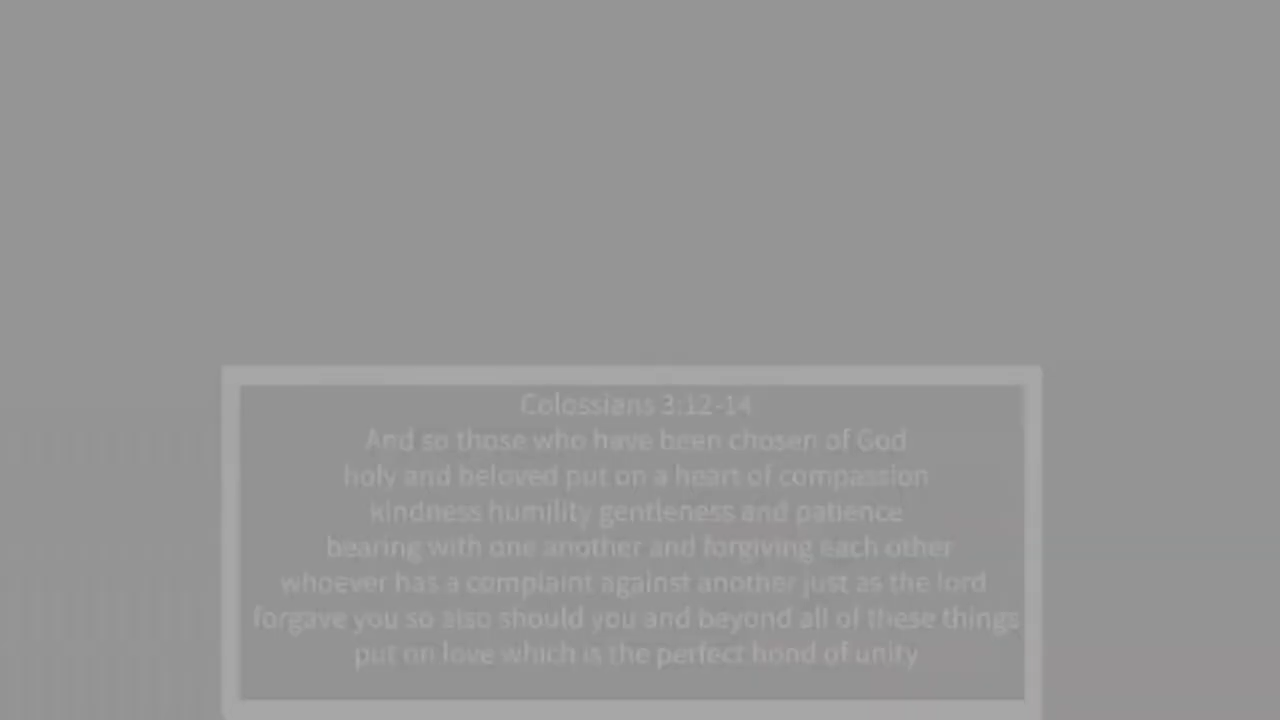 Colossians 3:12-14
And so those who have been chosen of God
holy and beloved put on a heart of compassion
kindness humility gentleness and patience
bearing with one another and forgiving each other
whoever has a complaint against another just as the lord
forgave you so also should you and beyond all of these things
put on love which is the perfect bond of unity